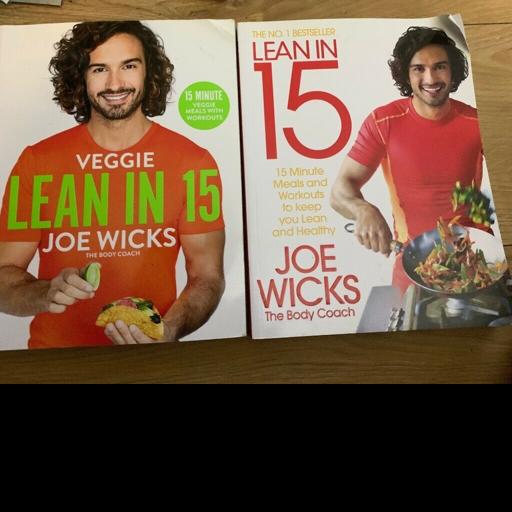 15 MINUTE
VEGGIE
MEALS WITH
WORKOUTS
VEGGIE
LEAN IN 15
JOE WICKS
THE BODY COACH
THE NO. 1 BESTSELLER
LEAN IN
15
15 Minute
Meals and
Workouts
to keep
you Lean
and Healthy
JOE
WICKS
The Body Coach